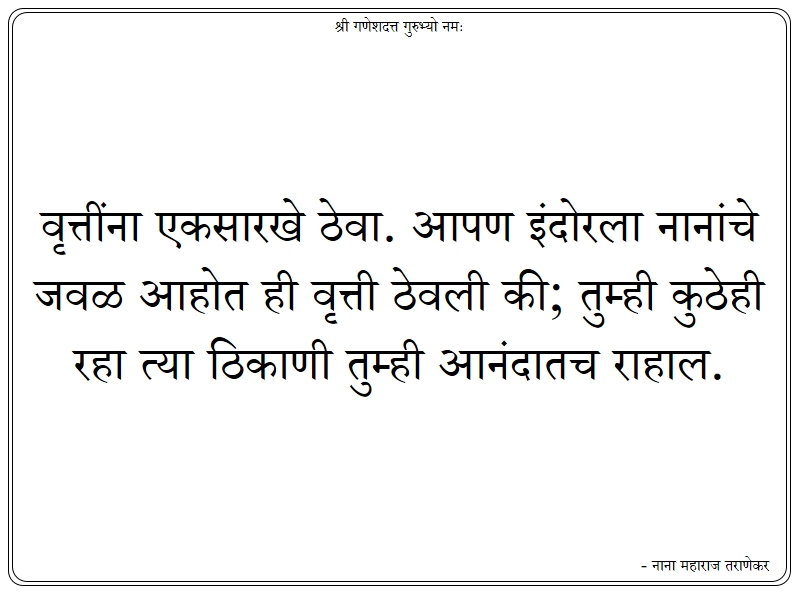 श्री गणेशदत्त गुरुभ्यो नमः
वृत्तींना एकसारखे ठेवा. आपण इंदोरला नानांचे
जवळ आहोत ही वृत्ती ठेवली की; तुम्ही कुठेही
रहा त्या ठिकाणी तुम्ही आनंदातच राहाल.
- नाना महाराज तराणेकर